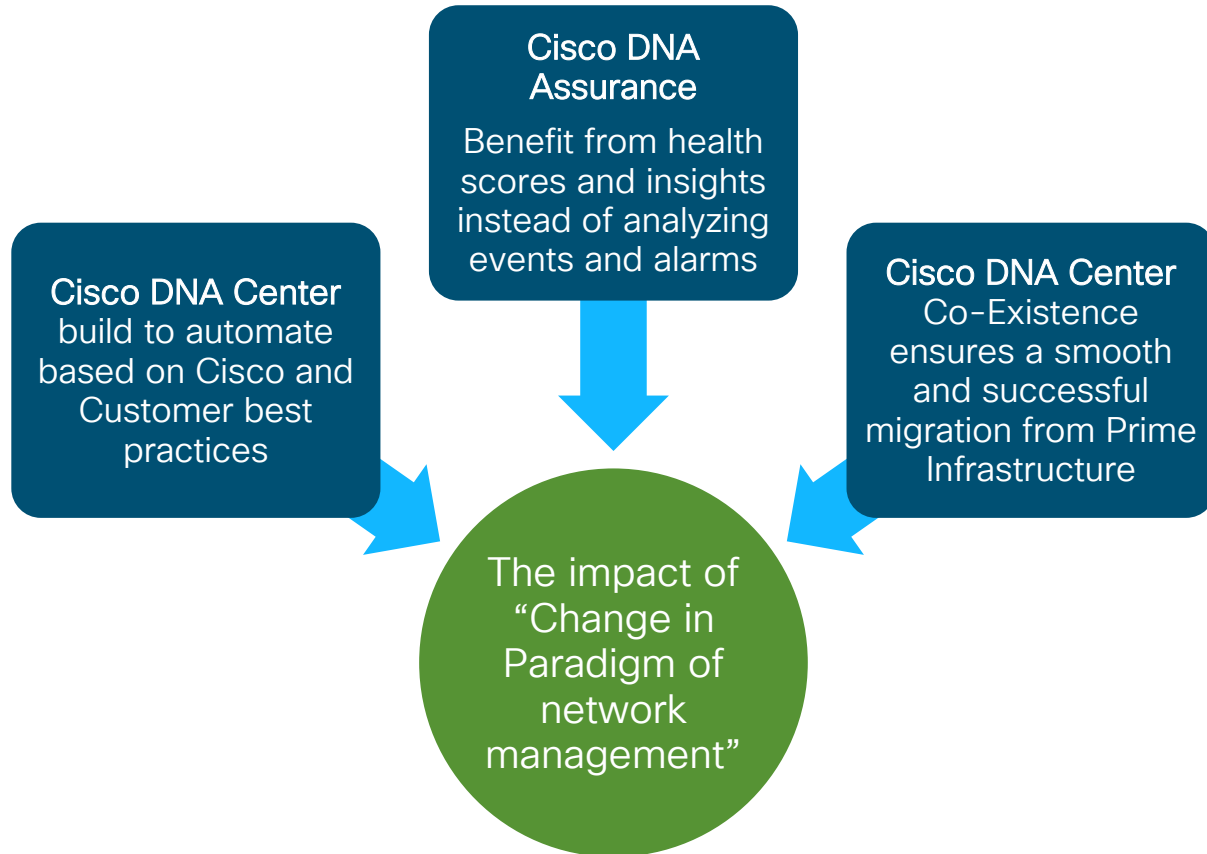 Cisco DNA
Assurance
Benefit from health
scores and insights
instead of analyzing
events and alarms
Cisco DNA Center
build to automate
based on Cisco and
Customer best
practices
Cisco DNA Center
Co-Existence
ensures a smooth
and successful
migration from Prime
Infrastructure
The impact of
“Change in
Paradigm of
network
management”